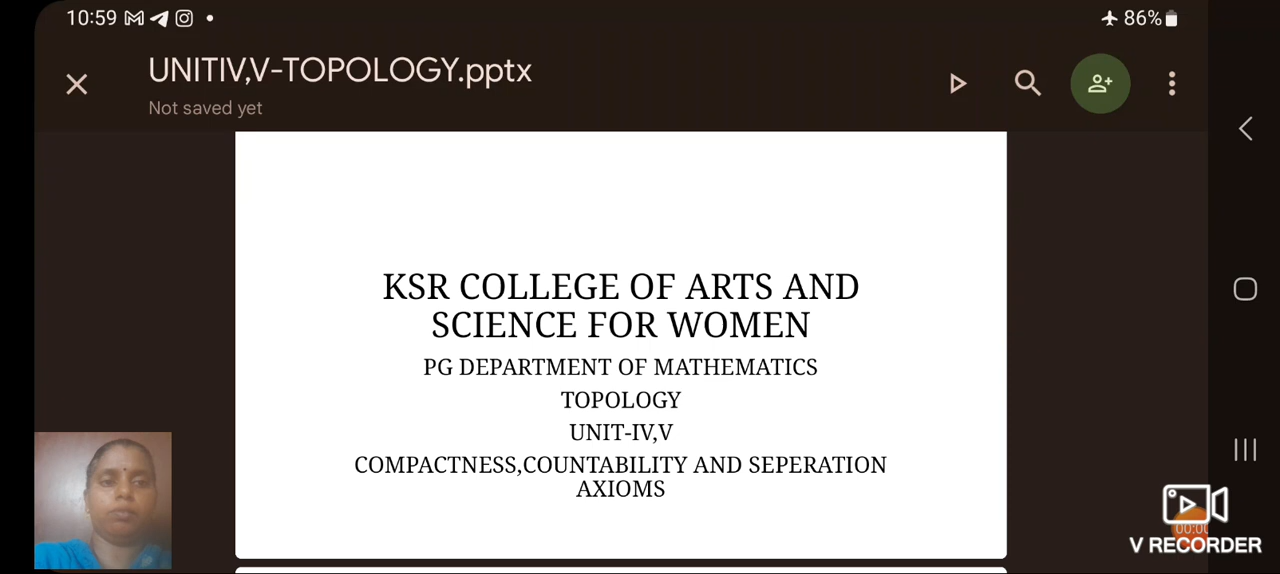 10:59
86%
UNITIV,V-TOPOLOGY.pptx
Not saved yet
KSR COLLEGE OF ARTS AND
SCIENCE FOR WOMEN
PG DEPARTMENT OF MATHEMATICS
TOPOLOGY
UNIT-IV,V
COMPACTNESS,COUNTABILITY AND SEPERATION
AXIOMS
V RECORDER